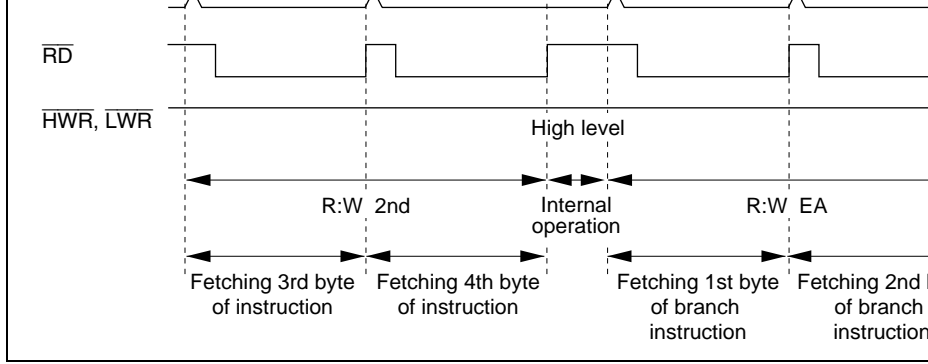 RD
HWR, LWR
High level
R:W 2nd
Internal
operation
R:W EA
Fetching 3rd byte
of instruction
Fetching 4th byte
of instruction
Fetching 1st byte
of branch
instruction
Fetching 2nd
of branch
instruction